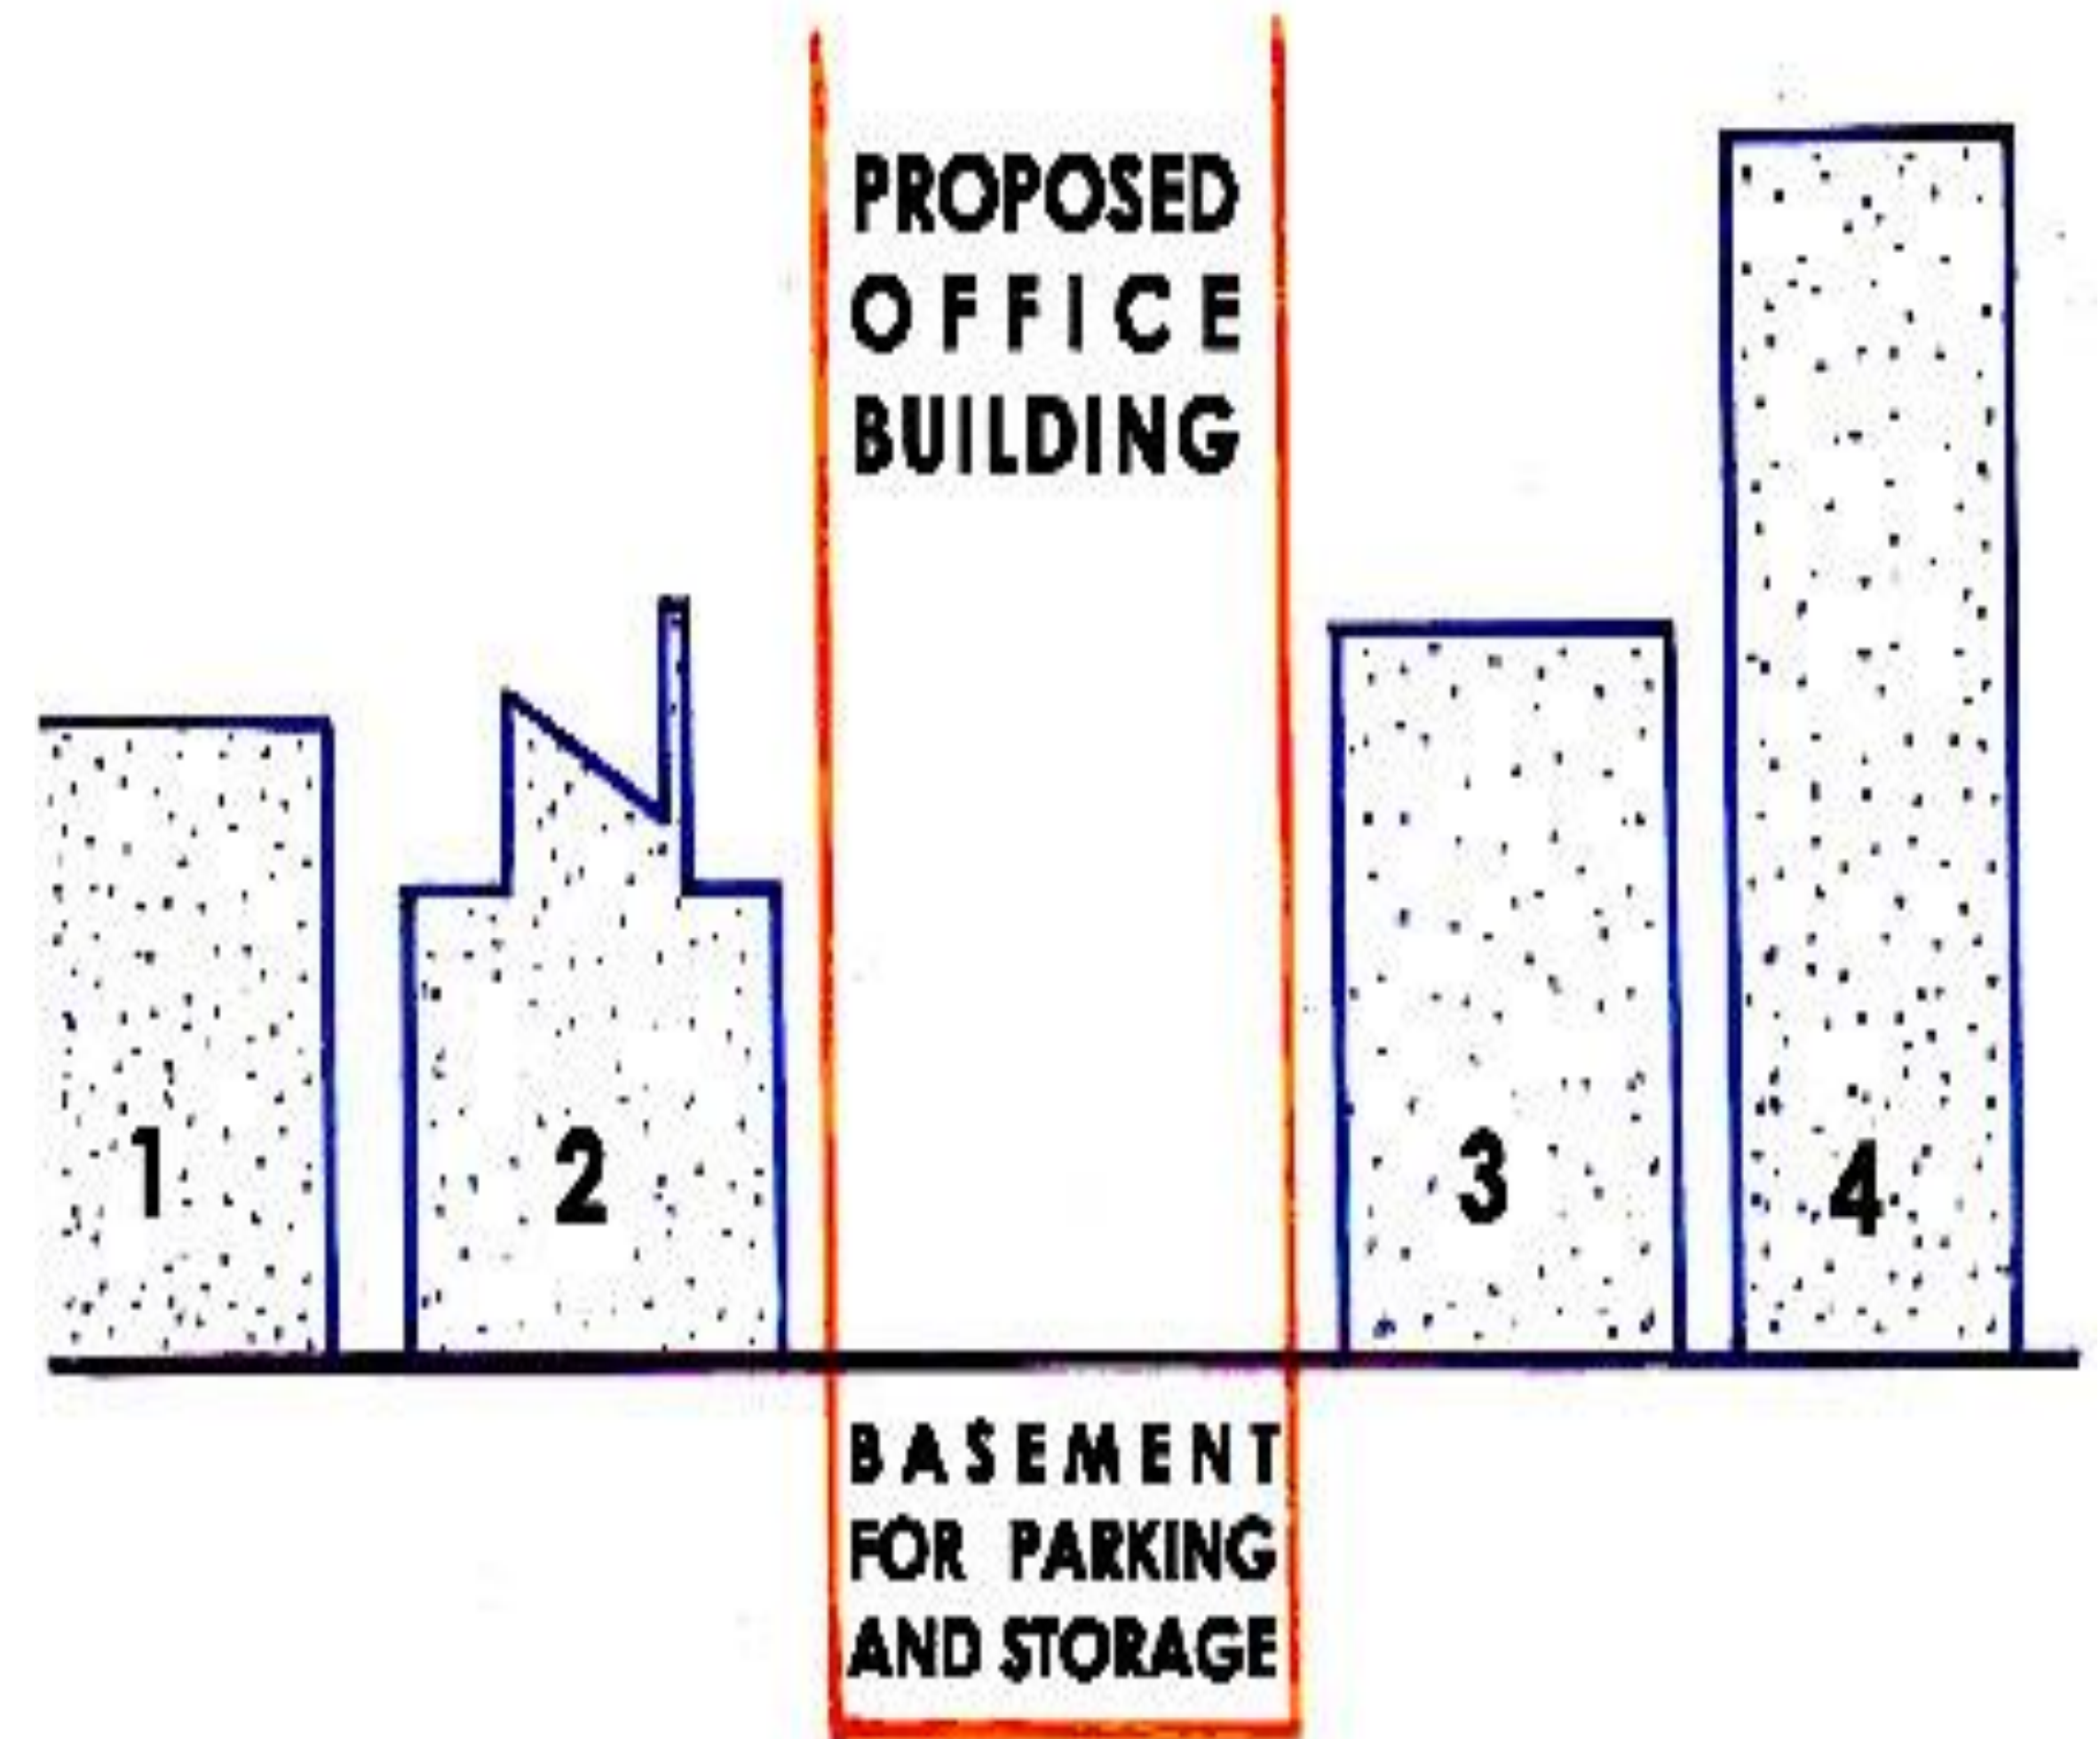 PROPOSED
OFFICE
BUILDING
1
2
3
4
BASEMENT
FOR PARKING
AND STORAGE